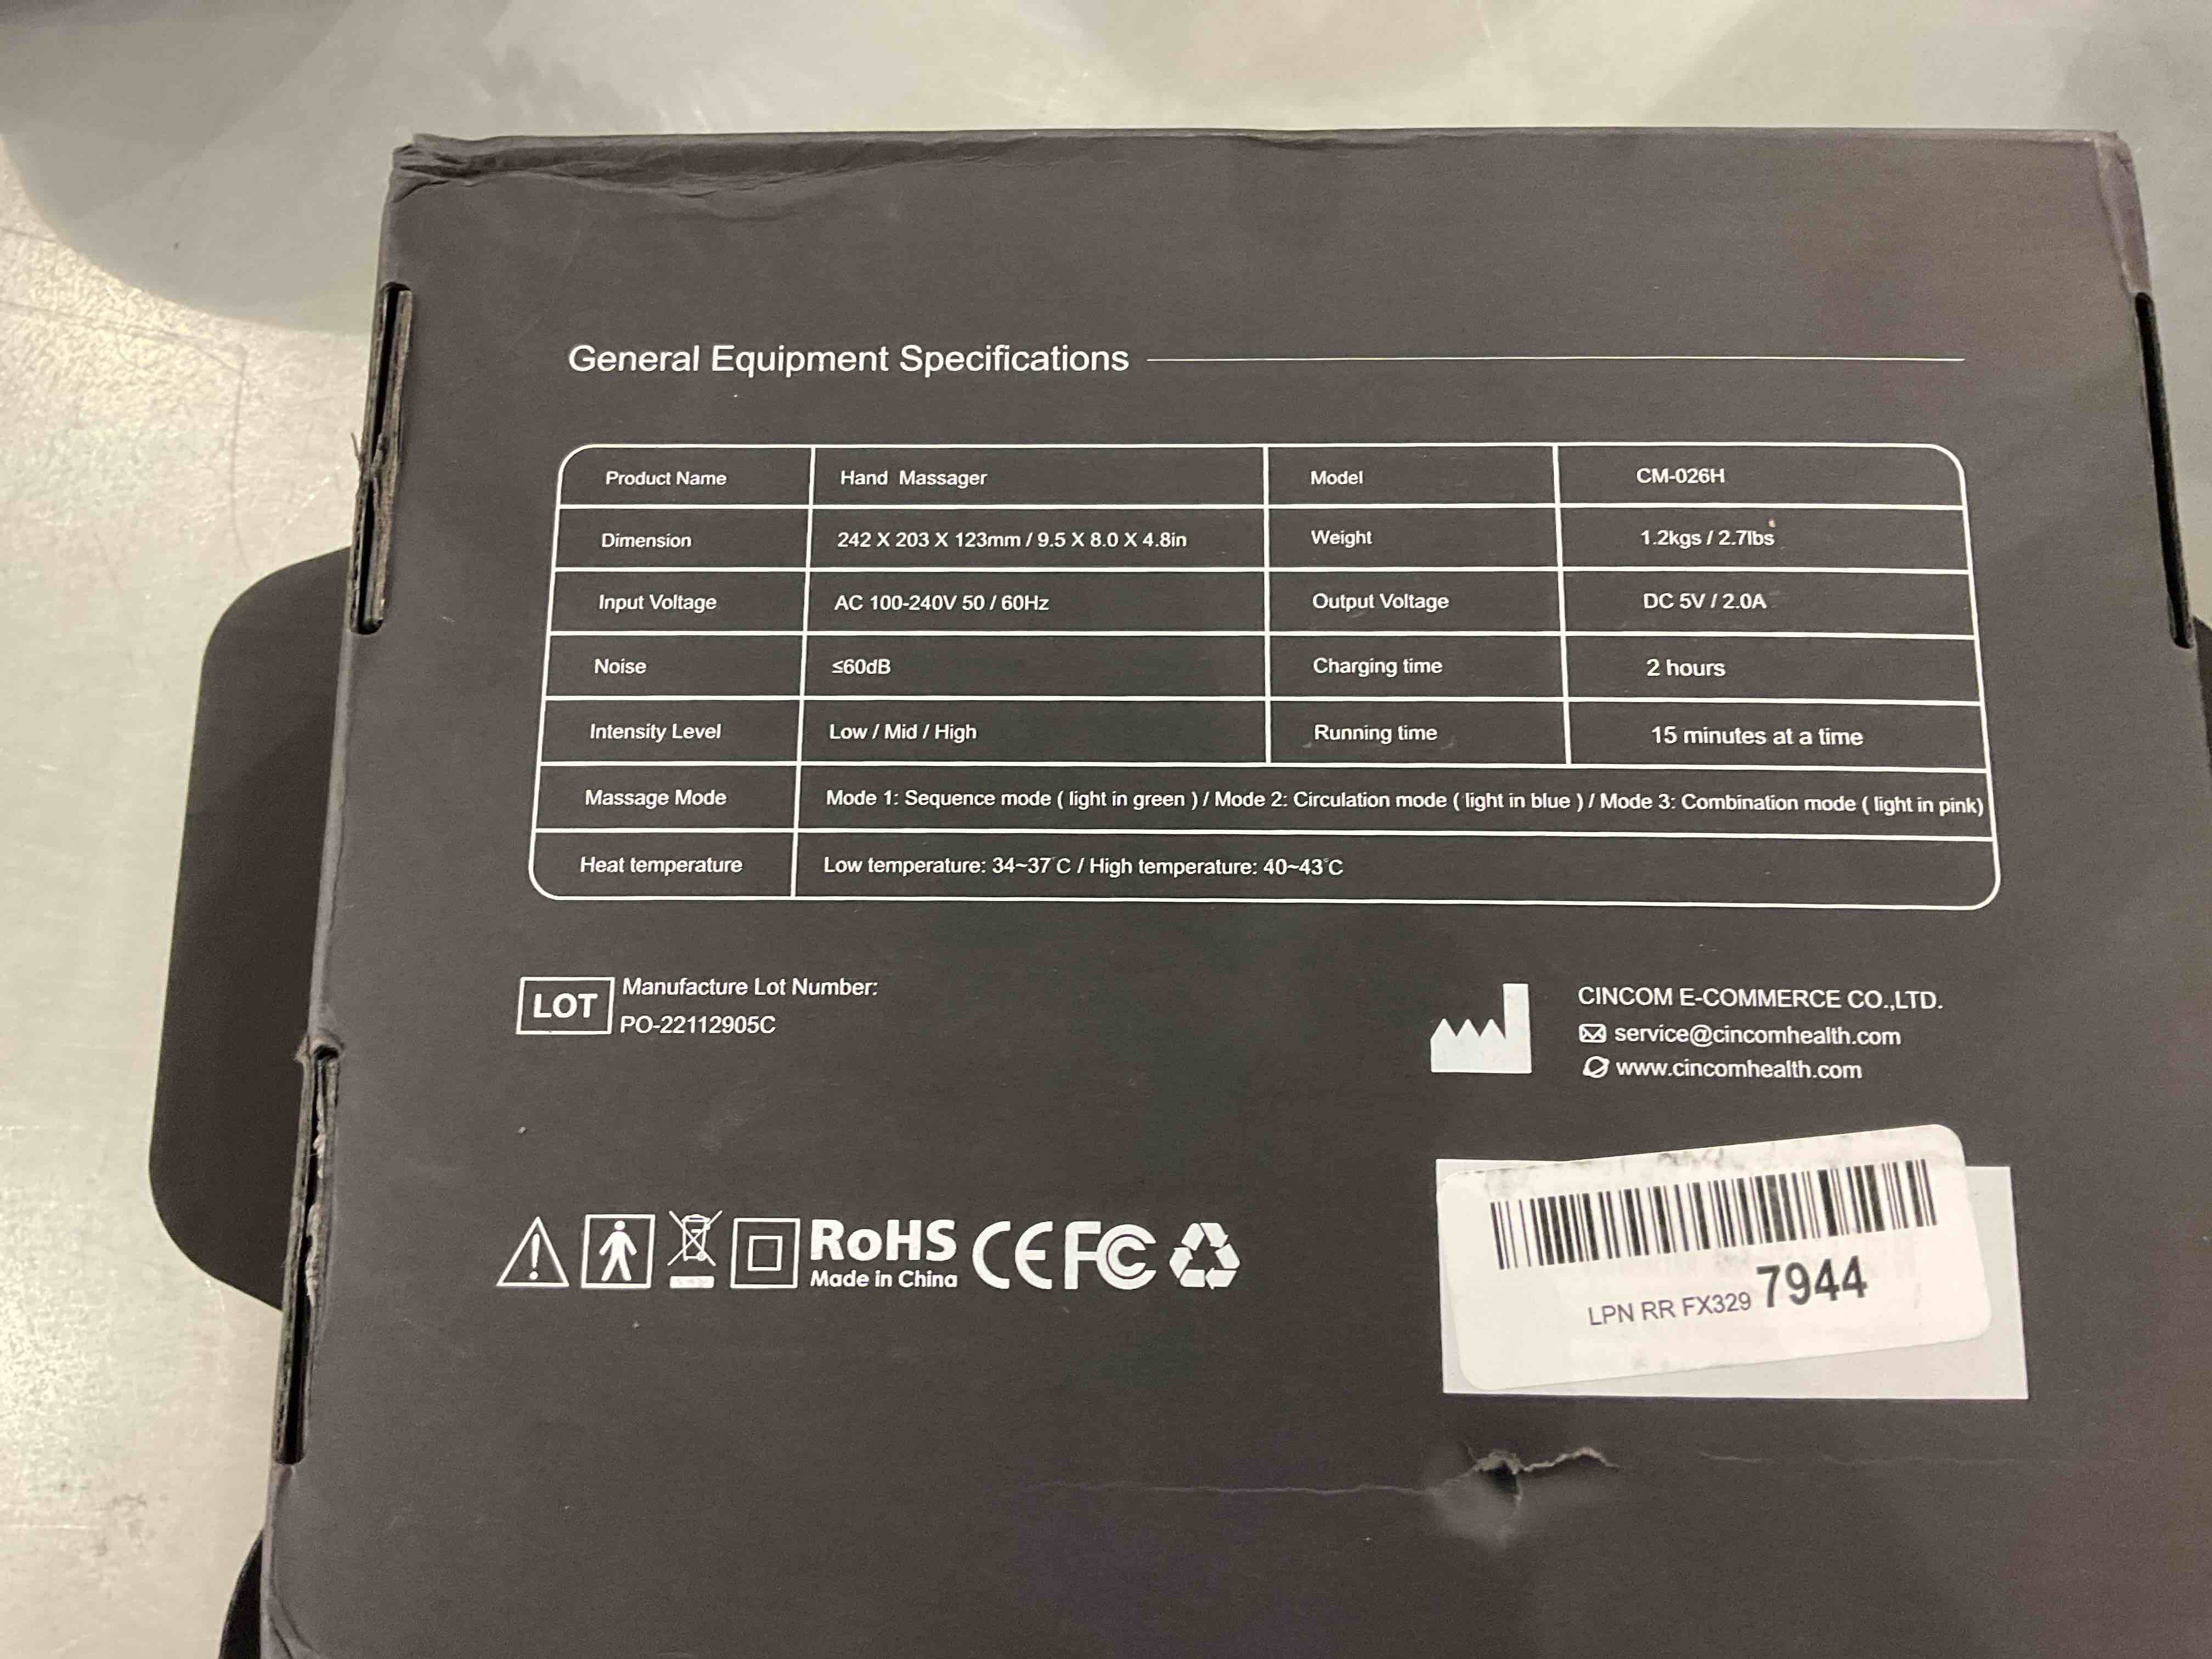 General Equipment Specifications
Product Name Hand Massager Model CM-026H
Dimension 242 X 203 X 123mm / 9.5 X 8.0 X 4.8in Weight 1.2kgs / 2.7lbs
Input Voltage AC 100-240V 50 / 60Hz Output Voltage DC 5V / 2.0A
Noise ≤60dB Charging time 2 hours
Intensity Level Low / Mid / High Running time 15 minutes at a time
Massage Mode Mode 1: Sequence mode ( light in green ) / Mode 2: Circulation mode ( light in blue ) / Mode 3: Combination mode ( light in pink)
Heat temperature Low temperature: 34~37°C / High temperature: 40~43°C
LOT Manufacture Lot Number:
PO-22112905C
CINCOM E-COMMERCE CO.,LTD.
service@cincomhealth.com
www.cincomhealth.com
RoHS CE FC
Made in China
LPN RR FX329 7944